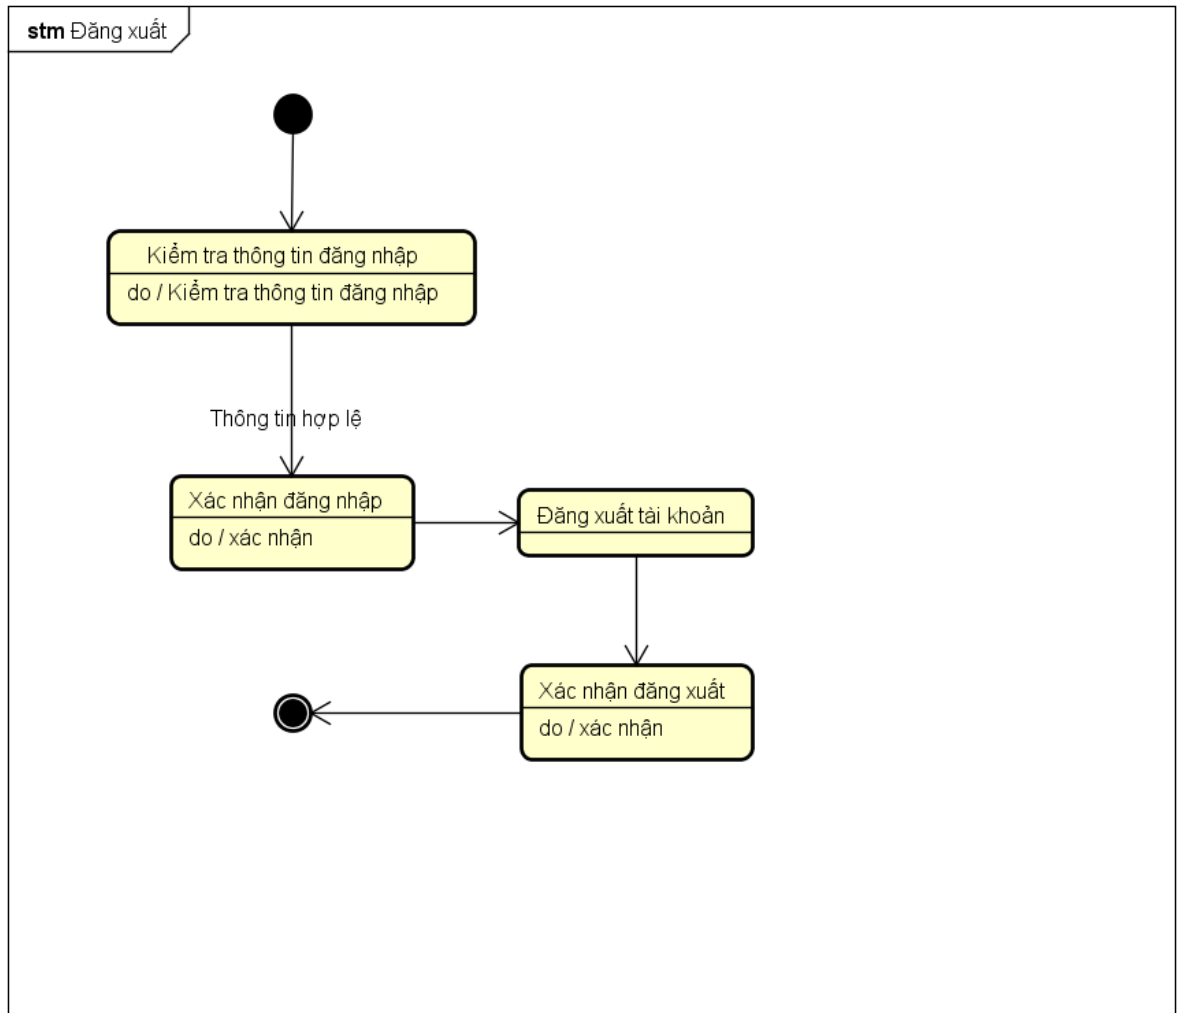 stm Đăng xuất
Kiểm tra thông tin đăng nhập
do / Kiểm tra thông tin đăng nhập
Thông tin hợp lệ
Xác nhận đăng nhập
do / xác nhận
Đăng xuất tài khoản
Xác nhận đăng xuất
do / xác nhận